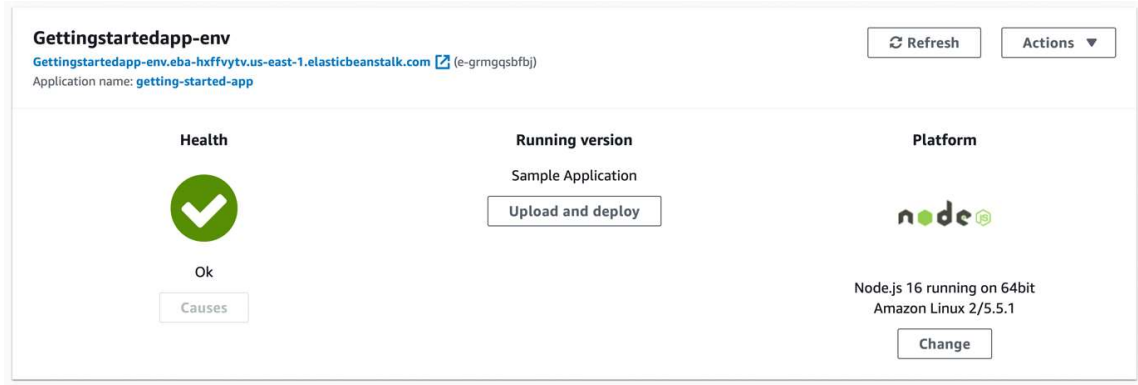 Gettingstartedapp-env
Refresh
Actions
Gettingstartedapp-env.eba-hxffvytv.us-east-1.elasticbeanstalk.com (e-grmgqsbfbj)
Application name: getting-started-app
Health
Running version
Platform
Sample Application
Upload and deploy
node JS
Ok
Causes
Node.js 16 running on 64bit
Amazon Linux 2/5.5.1
Change